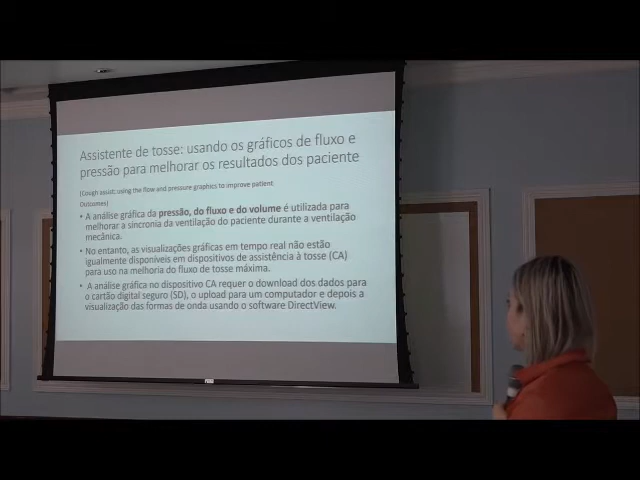 Assistente de tosse: usando os gráficos de fluxo e
pressão para melhorar os resultados dos paciente
(Cough assist: using the flow and pressure graphics to improve patient
Outcomes)
• A análise gráfica da pressão, do fluxo e do volume é utilizada para
melhorar a sincronia da ventilação do paciente durante a ventilação
mecânica.
• No entanto, as visualizações gráficas em tempo real não estão
igualmente disponíveis em dispositivos de assistência à tosse (CA)
para uso na melhoria do fluxo de tosse máxima.
• A análise gráfica no dispositivo CA requer o download dos dados para
o cartão digital seguro (SD), o upload para um computador e depois a
visualização das formas de onda usando o software DirectView.